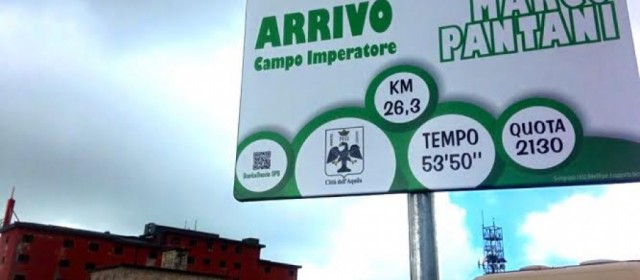 ARRIVO
Campo Imperatore
MARCO
PANTANI
KM
26,3
TEMPO
53'50''
QUOTA
2130
Città dell'Aquila